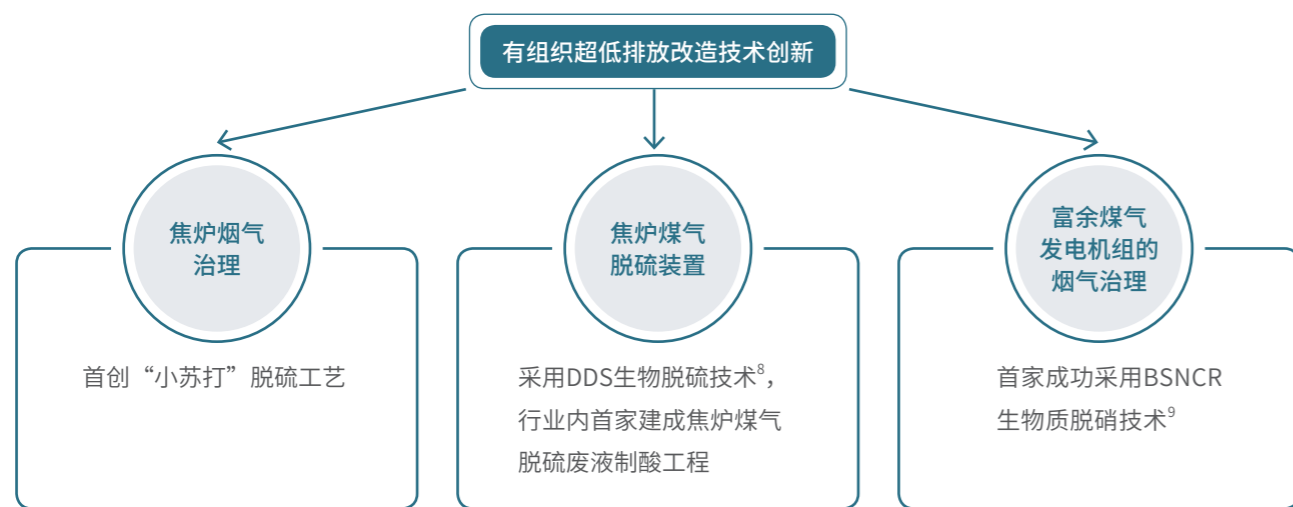 有组织超低排放改造技术创新
焦炉烟气
治理
首创“小苏打”脱硫工艺
焦炉煤气
脱硫装置
采用DDS生物脱硫技术⁸，
行业内首家建成焦炉煤气
脱硫废液制酸工程
富余煤气
发电机组的
烟气治理
首家成功采用BSNCR
生物质脱硝技术⁹